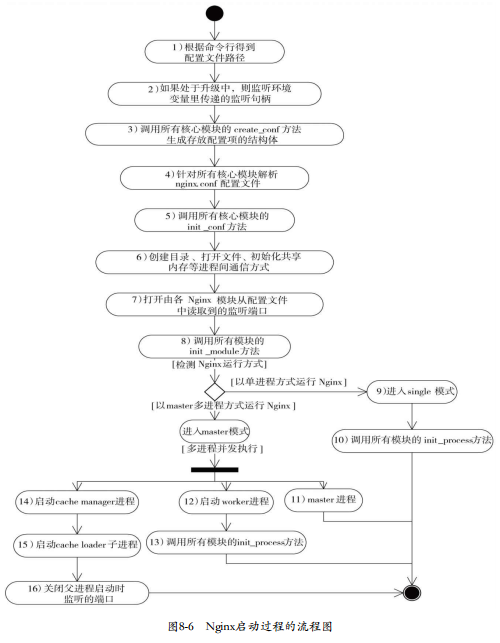 1）根据命令行得到
配置文件路径
2）如果处于升级中，则监听环境
变量里传递的监听句柄
3）调用所有核心模块的 create_conf 方法
生成存放配置项的结构体
4）针对所有核心模块解析
nginx.conf 配置文件
5）调用所有核心模块的
init _conf方法
6）创建目录、打开文件、初始化共享
内存等进程间通信方式
7）打开由各 Nginx 模块从配置文件
中读取到的监听端口
8）调用所有模块的
init _module方法
[检测 Nginx运行方式]
[以单进程方式运行 Nginx]
9)进入single 模式
[以master多进程方式运行 Nginx]
进入master模式
10）调用所有模块的 init_process方法
[多进程并发执行]
14）启动cache manager进程
12）启动 worker进程
11）master 进程
15）启动cache loader 子进程
13）调用所有模块的init_process方法
16）关闭父进程启动时
监听的端口
图8-6 Nginx启动过程的流程图